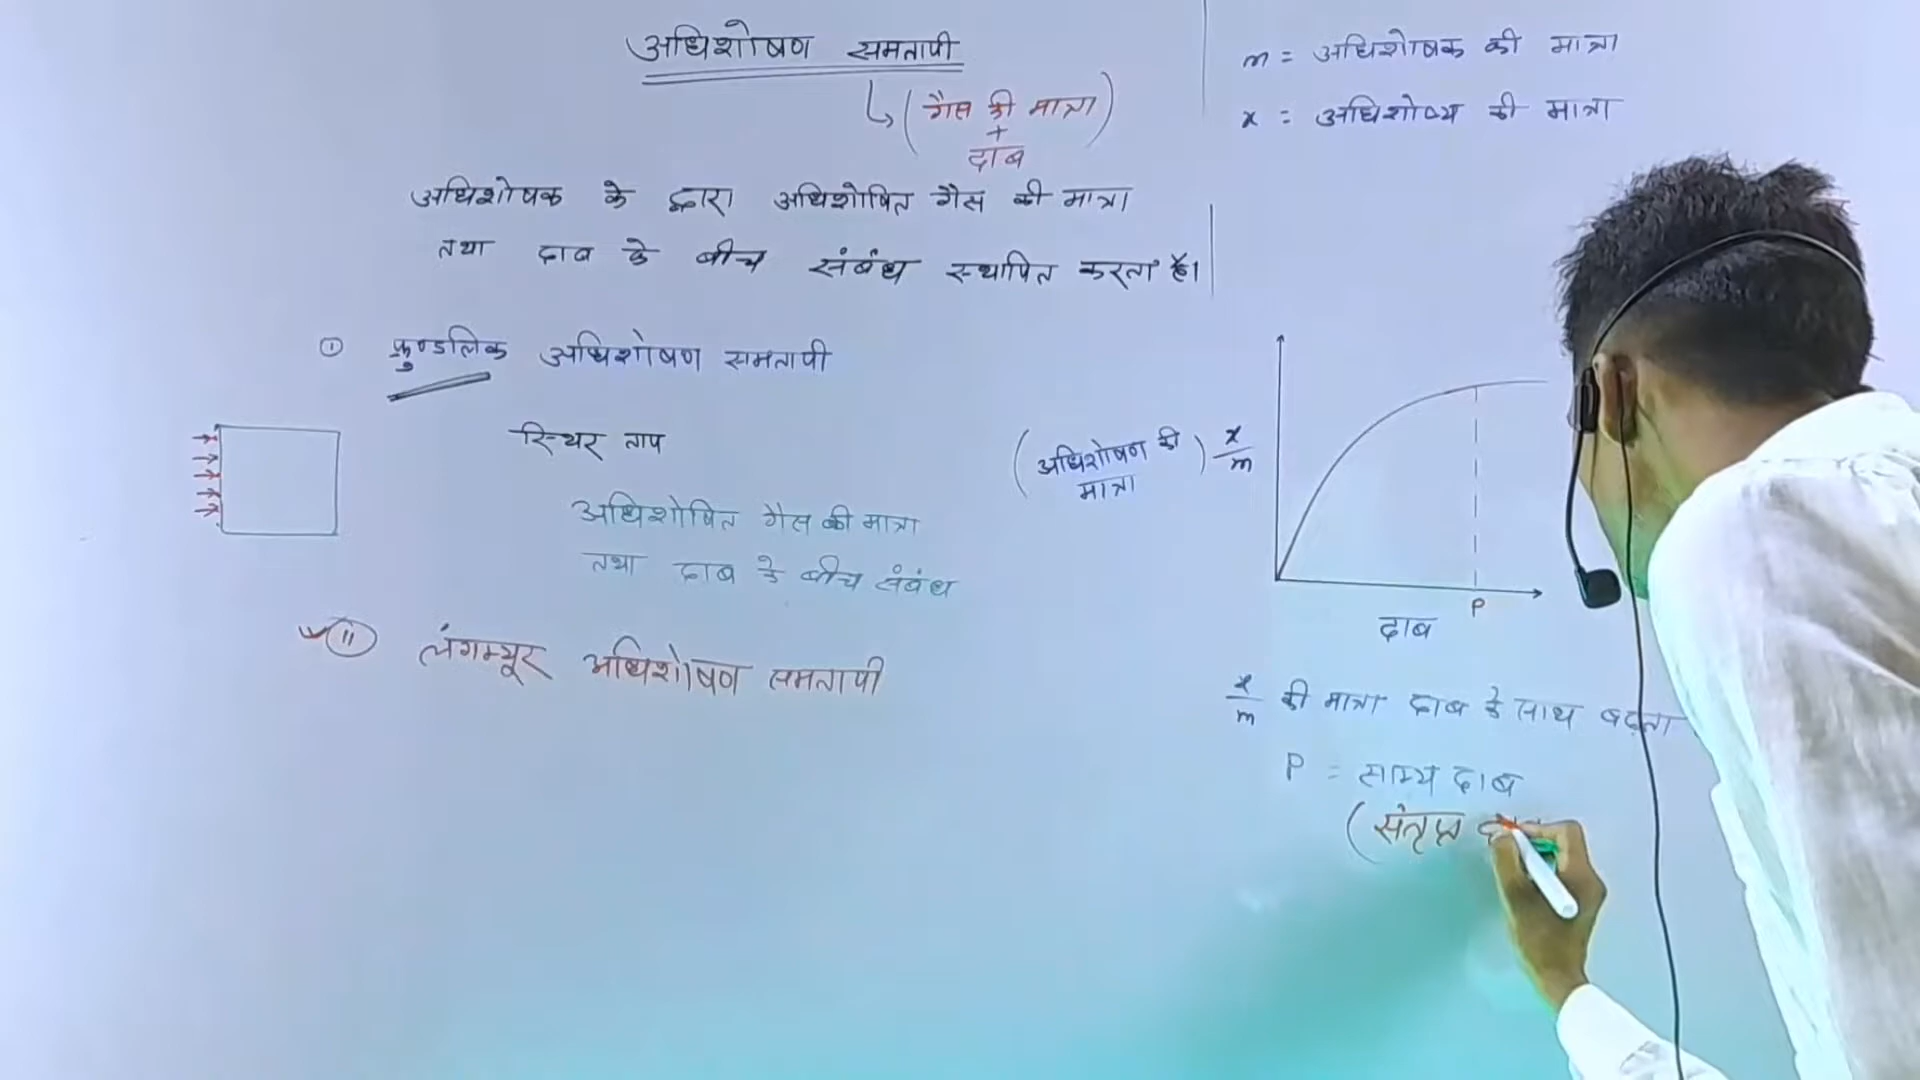 अधिशोषण समतापी
(गैस की मात्रा)
+
दाब
m = अधिशोषक की मात्रा
x = अधिशोष्य की मात्रा
अधिशोषक के द्वारा अधिशोषित गैस की मात्रा
तथा दाब के बीच संबंध स्थापित करता है।
① फ्रुण्डलिक अधिशोषण समतापी
स्थिर ताप
अधिशोषित गैस की मात्रा
तथा दाब के बीच संबंध
(अधिशोषण की मात्रा) x/m
P
दाब
ii लंगम्यूर अधिशोषण समतापी
x/m की मात्रा दाब के साथ बढ़ता
P = साम्य दाब
(संतृप्त